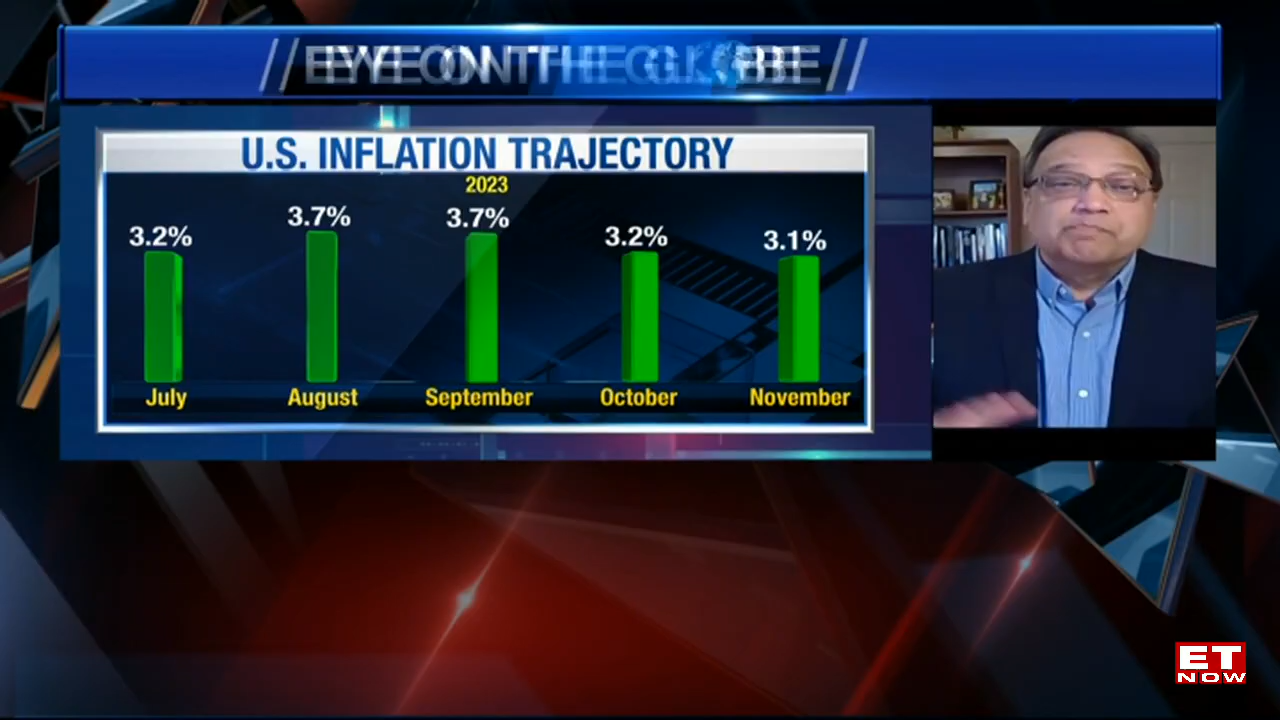 // EYE ON THE GLOBE //
U.S. INFLATION TRAJECTORY
2023
3.2% 3.7% 3.7% 3.2% 3.1%
July August September October November
ET
NOW